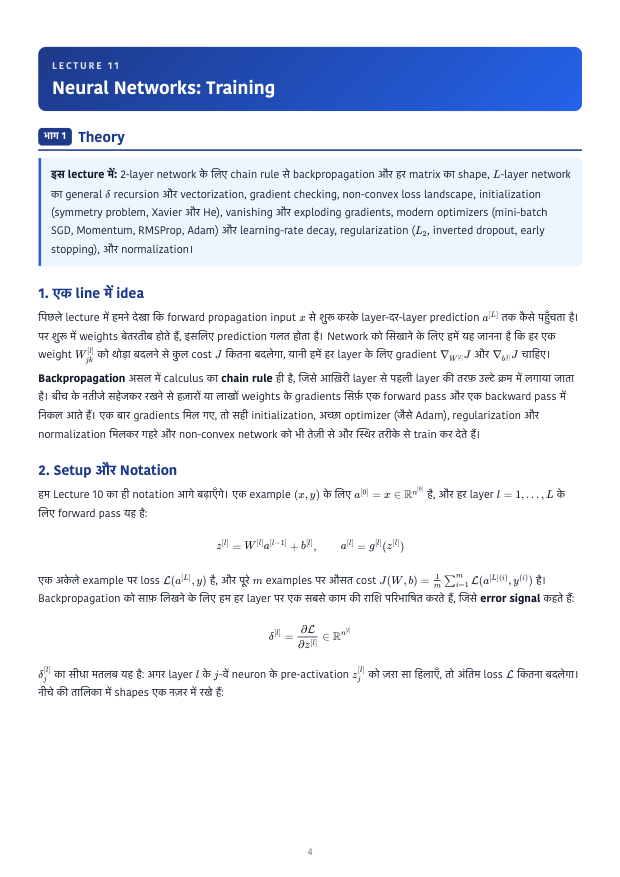 LECTURE 11
Neural Networks: Training
भाग 1 Theory
इस lecture में: 2-layer network के लिए chain rule से backpropagation और हर matrix का shape, L-layer network
का general δ recursion और vectorization, gradient checking, non-convex loss landscape, initialization
(symmetry problem, Xavier और He), vanishing और exploding gradients, modern optimizers (mini-batch
SGD, Momentum, RMSProp, Adam) और learning-rate decay, regularization (L₂, inverted dropout, early
stopping), और normalization।
1. एक line में idea
पिछले lecture में हमने देखा कि forward propagation input x से शुरू करके layer-दर-layer prediction a^{[L]} तक कैसे पहुँचता है।
पर शुरू में weights बेतरतीब होते हैं, इसलिए prediction गलत होता है। Network को सिखाने के लिए हमें यह जानना है कि हर एक
weight W_{jk}^{[l]} को थोड़ा बदलने से कुल cost J कितना बदलेगा, यानी हमें हर layer के लिए gradient ∇_{W^{[l]}} J और ∇_{b^{[l]}} J चाहिए।
Backpropagation असल में calculus का chain rule ही है, जिसे आख़िरी layer से पहली layer की तरफ़ उल्टे क्रम में लगाया जाता
है। बीच के नतीजे सहेजकर रखने से हज़ारों या लाखों weights के gradients सिर्फ़ एक forward pass और एक backward pass में
निकल आते हैं। एक बार gradients मिल गए, तो सही initialization, अच्छा optimizer (जैसे Adam), regularization और
normalization मिलकर गहरे और non-convex network को भी तेज़ी से और स्थिर तरीके से train कर देते हैं।
2. Setup और Notation
हम Lecture 10 का ही notation आगे बढ़ाएँगे। एक example (x, y) के लिए a^{[0]} = x ∈ ℝ^{n^{[0]}} है, और हर layer l = 1, …, L के
लिए forward pass यह है:
z^{[l]} = W^{[l]} a^{[l−1]} + b^{[l]}, a^{[l]} = g^{[l]}(z^{[l]})
एक अकेले example पर loss ℒ(a^{[L]}, y) है, और पूरे m examples पर औसत cost J(W, b) = \frac{1}{m} ∑_{i=1}^{m} ℒ(a^{[L](i)}, y^{(i)}) है।
Backpropagation को साफ़ लिखने के लिए हम हर layer पर एक सबसे काम की राशि परिभाषित करते हैं, जिसे error signal कहते हैं:
δ^{[l]} = \frac{∂ℒ}{∂z^{[l]}} ∈ ℝ^{n^{[l]}}
δ_j^{[l]} का सीधा मतलब यह है: अगर layer l के j-वें neuron के pre-activation z_j^{[l]} को ज़रा सा हिलाएँ, तो अंतिम loss ℒ कितना बदलेगा।
नीचे की तालिका में shapes एक नज़र में रखे हैं:
4